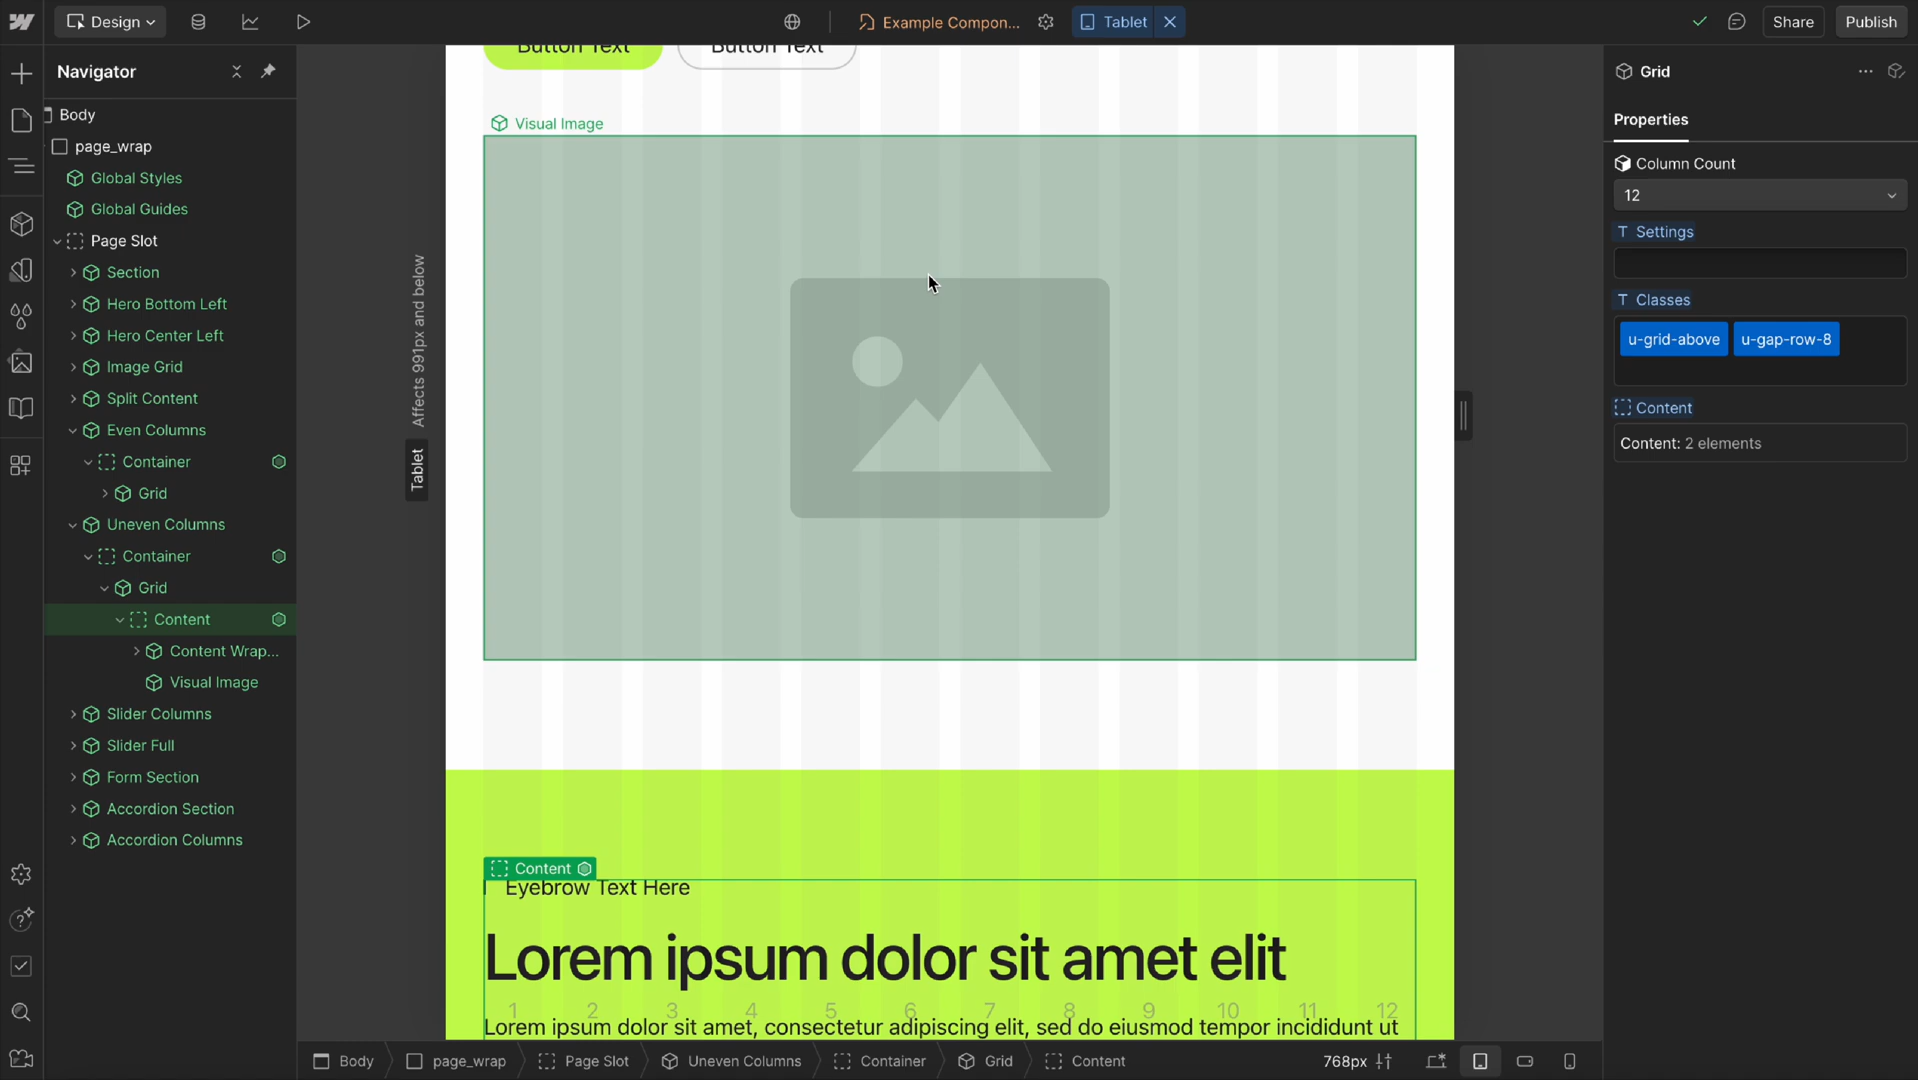 Design
Example Compon...
Tablet
Share
Publish
Navigator
Body
page_wrap
Global Styles
Global Guides
Page Slot
Section
Hero Bottom Left
Hero Center Left
Image Grid
Split Content
Even Columns
Container
Grid
Uneven Columns
Container
Grid
Content
Content Wrap...
Visual Image
Slider Columns
Slider Full
Form Section
Accordion Section
Accordion Columns
Affects 991px and below
Tablet
Button Text
Button Text
Visual Image
Content
Eyebrow Text Here
Lorem ipsum dolor sit amet elit
1 2 3 4 5 6 7 8 9 10 11 12
Lorem ipsum dolor sit amet, consectetur adipiscing elit, sed do eiusmod tempor incididunt ut
Grid
Properties
Column Count
12
Settings
Classes
u-grid-above u-gap-row-8
Content
Content: 2 elements
Body page_wrap Page Slot Uneven Columns Container Grid Content
768px